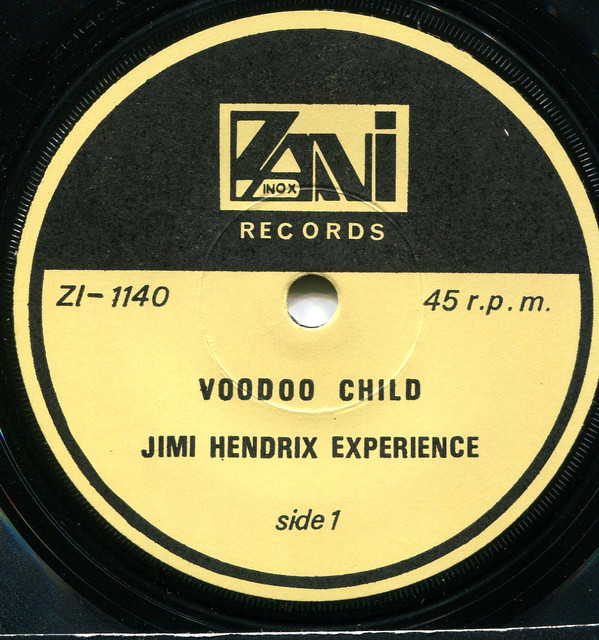 ZANi
INOX
RECORDS
ZI-1140
45 r.p.m.
VOODOO CHILD
JIMI HENDRIX EXPERIENCE
side 1